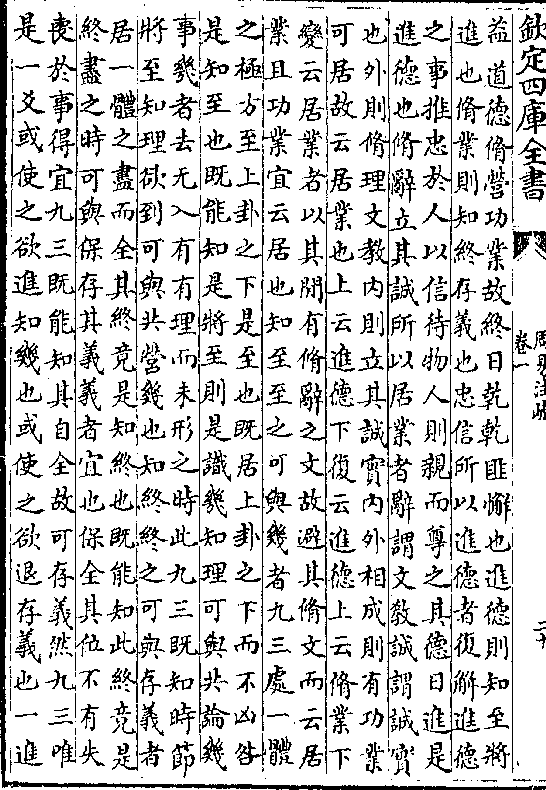 欽定四庫全書
周易注疏
卷一
益道德脩營功業故終日乾乾匪懈也進德則知至將
進也脩業則知終存義也忠信所以進德者復解進德
之事推忠於人以信待物人則親而尊之其德日進是
進德也脩辭立其誠所以居業者辭謂文敎誠謂誠實
也外則脩理文敎内則立其誠實内外相成則有功業
可居故云居業也上云進德下復云進德上云脩業下
變云居業者以其間有脩辭之文故避其脩文而云居
業且功業宜云居也知至至之可與幾者九三處一體
之極方至上卦之下是至也既居上卦之下而不凶咎
是知至也既能知是將至則是識幾知理可與共論幾
事幾者去无入有有理而未形之時此九三既知時節
將至知理欲到可與共營幾也知終終之可與存義者
居一體之盡而全其終竟是知終也既能知此終竟是
終盡之時可與保存其義義者宜也保全其位不有失
喪於事得宜九三既能知其自全故可存義然九三唯
是一爻或使之欲進知幾也或使之欲退存義也一進